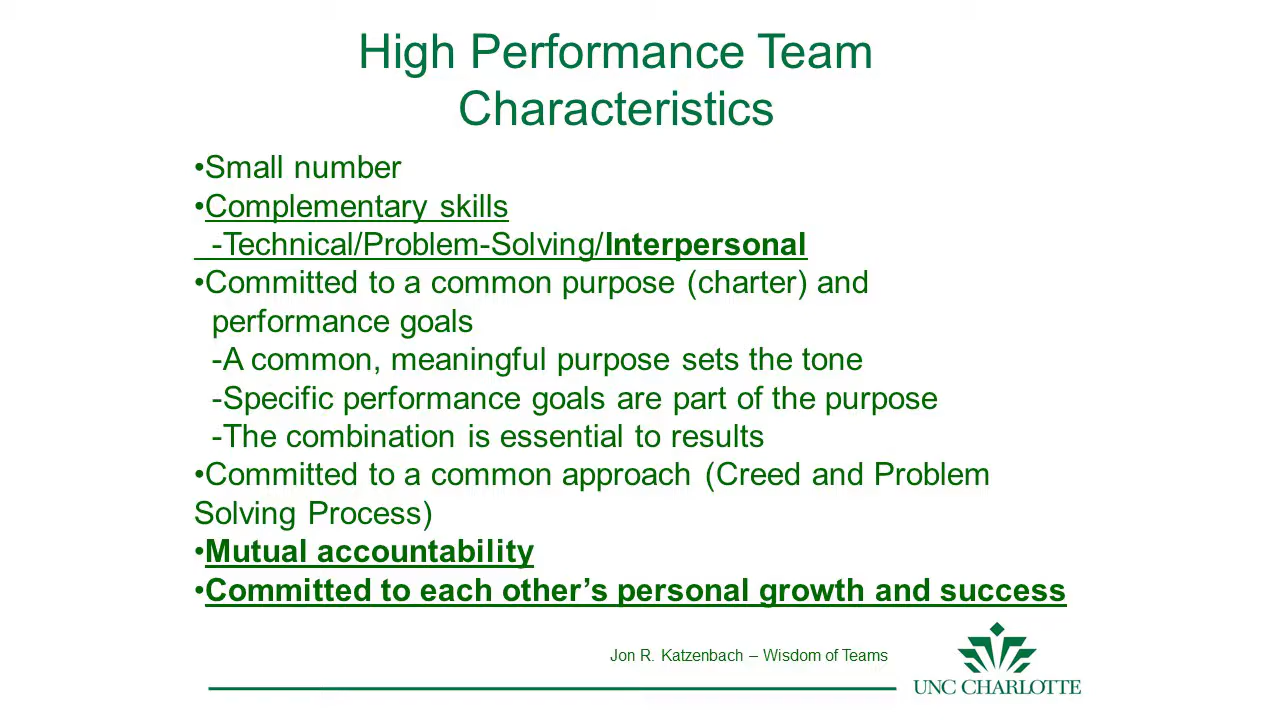 High Performance Team
Characteristics
•Small number
•Complementary skills
-Technical/Problem-Solving/Interpersonal
•Committed to a common purpose (charter) and
performance goals
-A common, meaningful purpose sets the tone
-Specific performance goals are part of the purpose
-The combination is essential to results
•Committed to a common approach (Creed and Problem
Solving Process)
•Mutual accountability
•Committed to each other’s personal growth and success
Jon R. Katzenbach – Wisdom of Teams
UNC CHARLOTTE